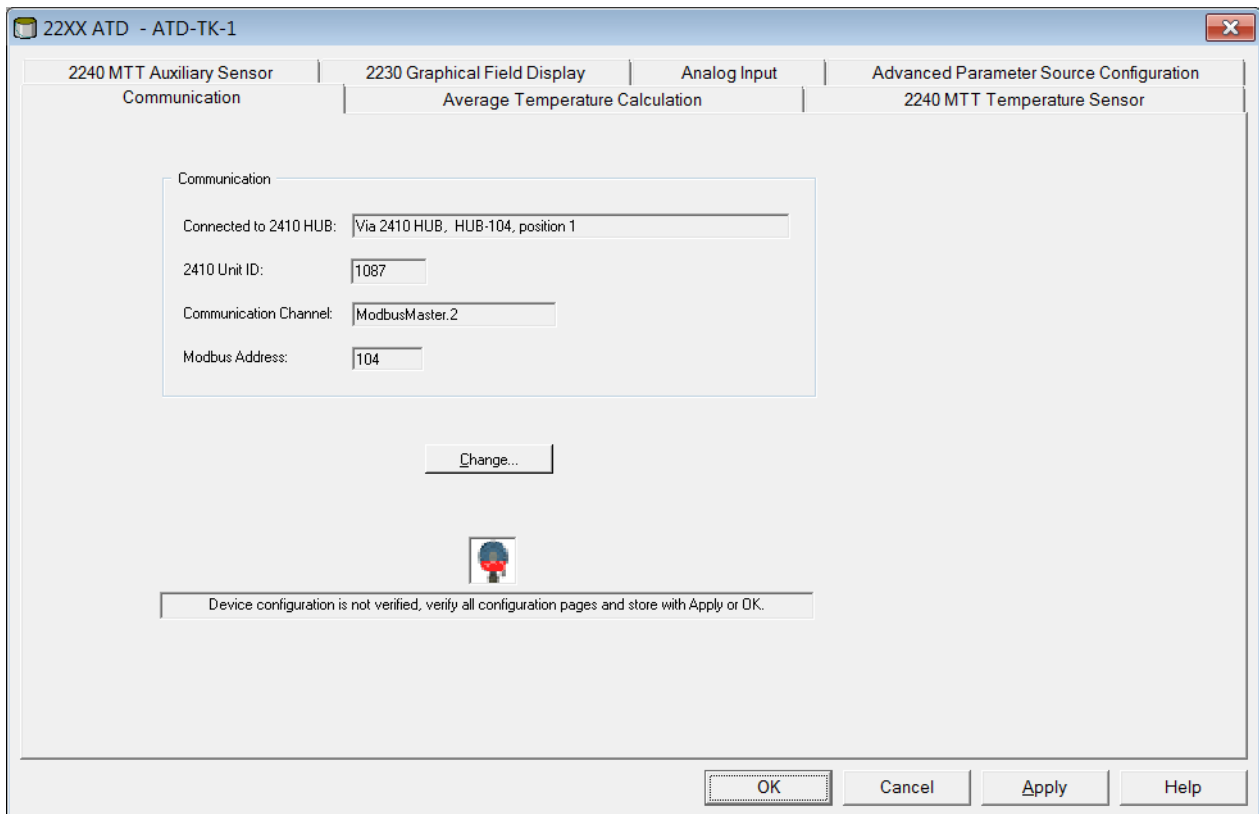 22XX ATD - ATD-TK-1
2240 MTT Auxiliary Sensor 2230 Graphical Field Display Analog Input Advanced Parameter Source Configuration
Communication Average Temperature Calculation 2240 MTT Temperature Sensor
Communication
Connected to 2410 HUB: Via 2410 HUB, HUB-104, position 1
2410 Unit ID: 1087
Communication Channel: ModbusMaster.2
Modbus Address: 104
Change...
Device configuration is not verified, verify all configuration pages and store with Apply or OK.
OK Cancel Apply Help